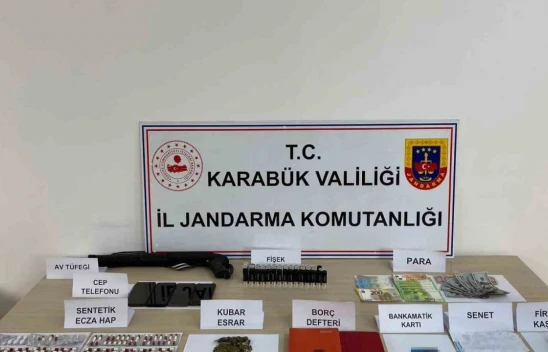 T.C.
KARABÜK VALİLİĞİ
JANDARMA
İL JANDARMA KOMUTANLIĞI
AV TÜFEĞİ
FİŞEK
PARA
CEP
TELEFONU
SENTETİK
ECZA HAP
KUBAR
ESRAR
BORÇ
DEFTERİ
BANKAMATİK
KARTI
SENET